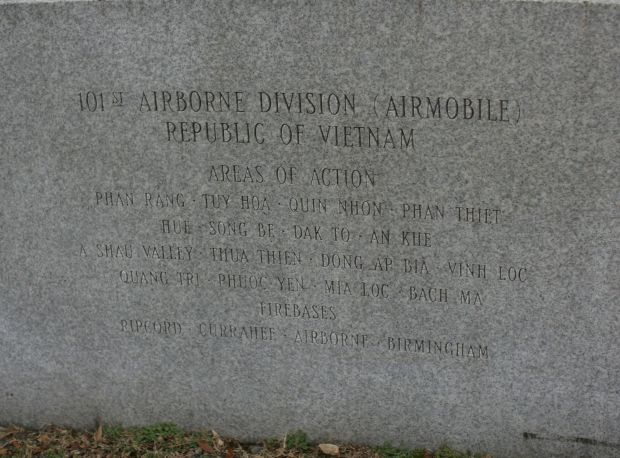 101ST AIRBORNE DIVISION (AIRMOBILE)
REPUBLIC OF VIETNAM
AREAS OF ACTION
PHAN RANG · TUY HOA · QUIN NHON · PHAN THIET
HUE · SONG BE · DAK TO · AN KHE
A SHAU VALLEY · THUA THIEN · DONG AP BIA · VINH LOC
QUANG TRI · PHUOC YEN · MIA LOC · BACH MA
FIREBASES
RIPCORD · CURRAHEE · AIRBORNE · BIRMINGHAM